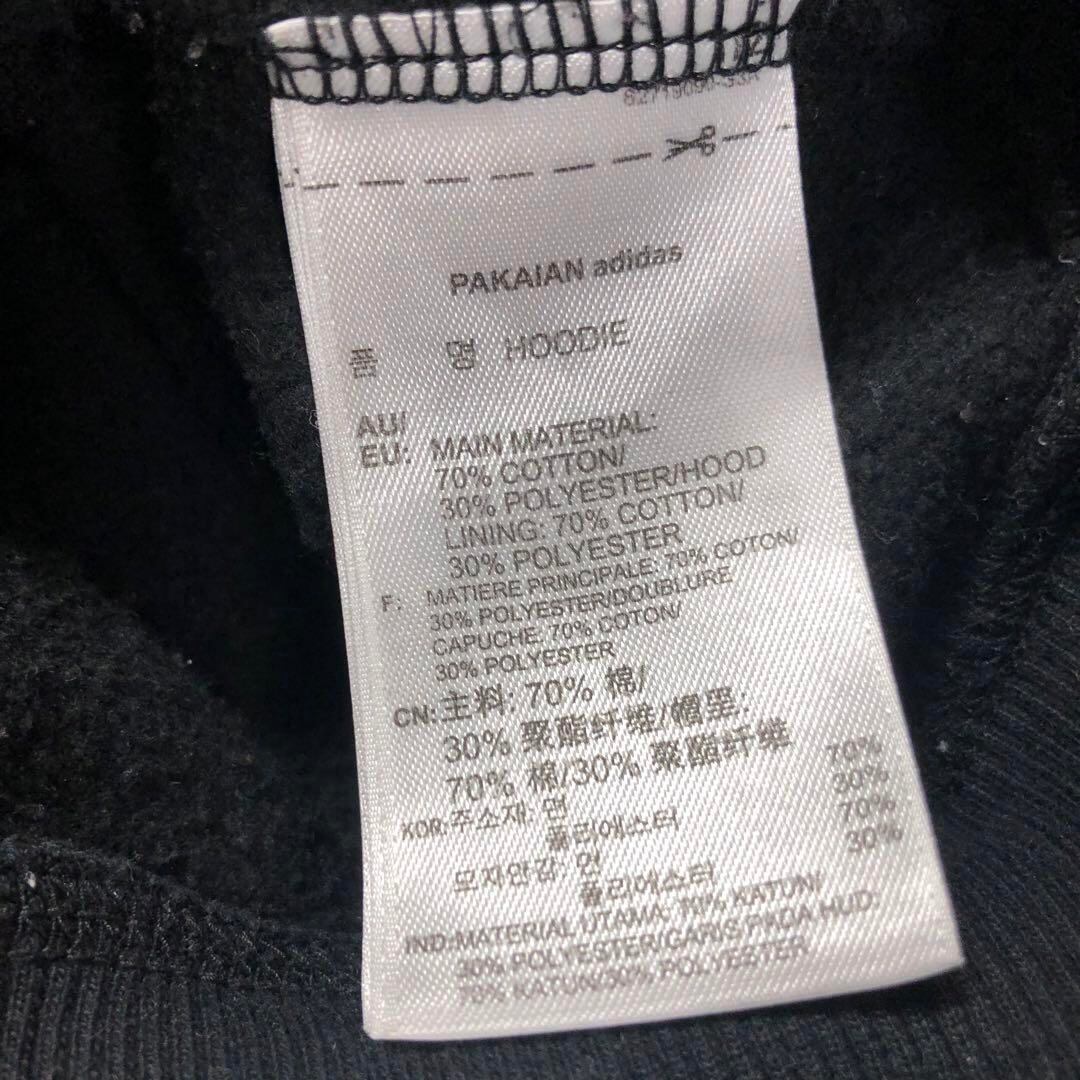 PAKAIAN adidas
품 명 HOODIE
AU/
EU: MAIN MATERIAL:
70% COTTON/
30% POLYESTER/HOOD
LINING: 70% COTTON/
30% POLYESTER
F: MATIERE PRINCIPALE: 70% COTON/
30% POLYESTER/DOUBLURE
CAPUCHE: 70% COTON/
30% POLYESTER
CN: 主料: 70% 棉/
30% 聚酯纤维/帽里:
70% 棉/30% 聚酯纤维
KOR: 주소재: 면 70%
폴리에스터 30%
모자안감: 면 70%
폴리에스터 30%
IND: MATERIAL UTAMA: 70% KATUN/
30% POLYESTER/GARIS PADA HUD:
70% KATUN/30% POLYESTER